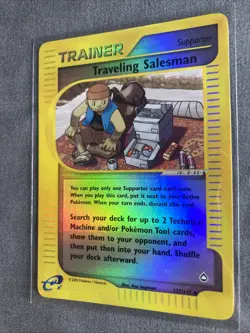 TRAINER
Supporter
Traveling Salesman
You can play only one Supporter card each turn.
When you play this card, put it next to your Active
Pokémon. When your turn ends, discard this card.
Search your deck for up to 2 Technical
Machine and/or Pokémon Tool cards,
show them to your opponent, and
then put them into your hand. Shuffle
your deck afterward.